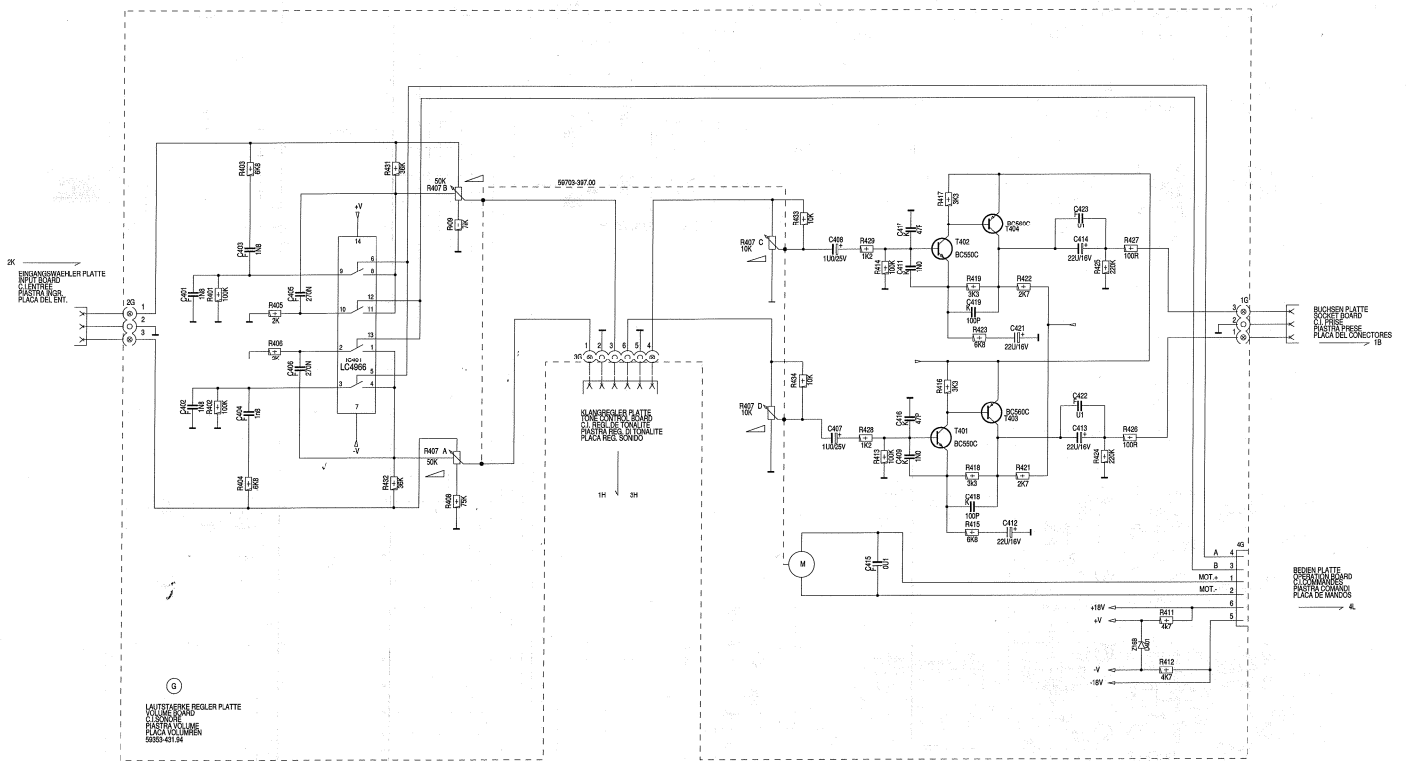 2K
EINGANGSWAEHLER PLATTE
INPUT BOARD
C.I.ENTREE
PIASTRA INGR.
PLACA DEL ENT.
2G
1
2
3
R403
6K8
C403
1N8
C401
1n8
R401
100K
R405
2K
C405
270N
R406
C406
270N
C402
1n8
R402
100K
C404
1n8
R404
6K8
R431
36K
R432
36K
+V
14
9
8
6
12
10
11
13
2
1
5
3
4
IC401
LC4966
7
-V
50K
R407 B
R409
R407 A
50K
R408
75K
59703-397.00
3G
1
2
3
6
5
4
KLANGREGLER PLATTE
TONE CONTROL BOARD
C.I. REGL.DE TONALITE
PIASTRA REG. DI TONALITE
PLACA REG. SONIDO
1H
3H
R407 C
10K
R433
10K
C408
1U0/25V
R429
1K2
R414
100K
C411
1N0
47P
T402
BC550C
R417
3K3
BC560C
T404
R419
3K3
C419
100P
R422
2K7
R423
6K8
C421
22U/16V
C423
U1
C414
22U/16V
R425
220K
R427
100R
R407 D
10K
R434
10K
C407
1U0/25V
R428
1K2
R413
100K
C416
47P
C409
1N0
T401
BC550C
R416
3K3
BC560C
T403
R418
3k3
C418
100P
R421
2K7
R415
6K8
C412
22U/16V
C422
U1
C413
22U/16V
R424
220K
R426
100R
1G
3
2
1
BUCHSEN PLATTE
SOCKET BOARD
C.I. PRISE
PIASTRA PRESE
PLACA DEL CONECTORES
1B
M
C415
0U1
4G
A 4
B 3
MOT.+ 1
MOT.- 2
6
5
+18V
+V
R411
4k7
D401
-V
R412
4K7
-18V
BEDIEN PLATTE
OPERATION BOARD
C.I.COMMANDES
PIASTRA COMANDI
PLACA DE MANDOS
4L
G
LAUTSTAERKE REGLER PLATTE
VOLUME BOARD
C.I.SONORE
PIASTRA VOLUME
PLACA VOLUMREN
59353-431.94